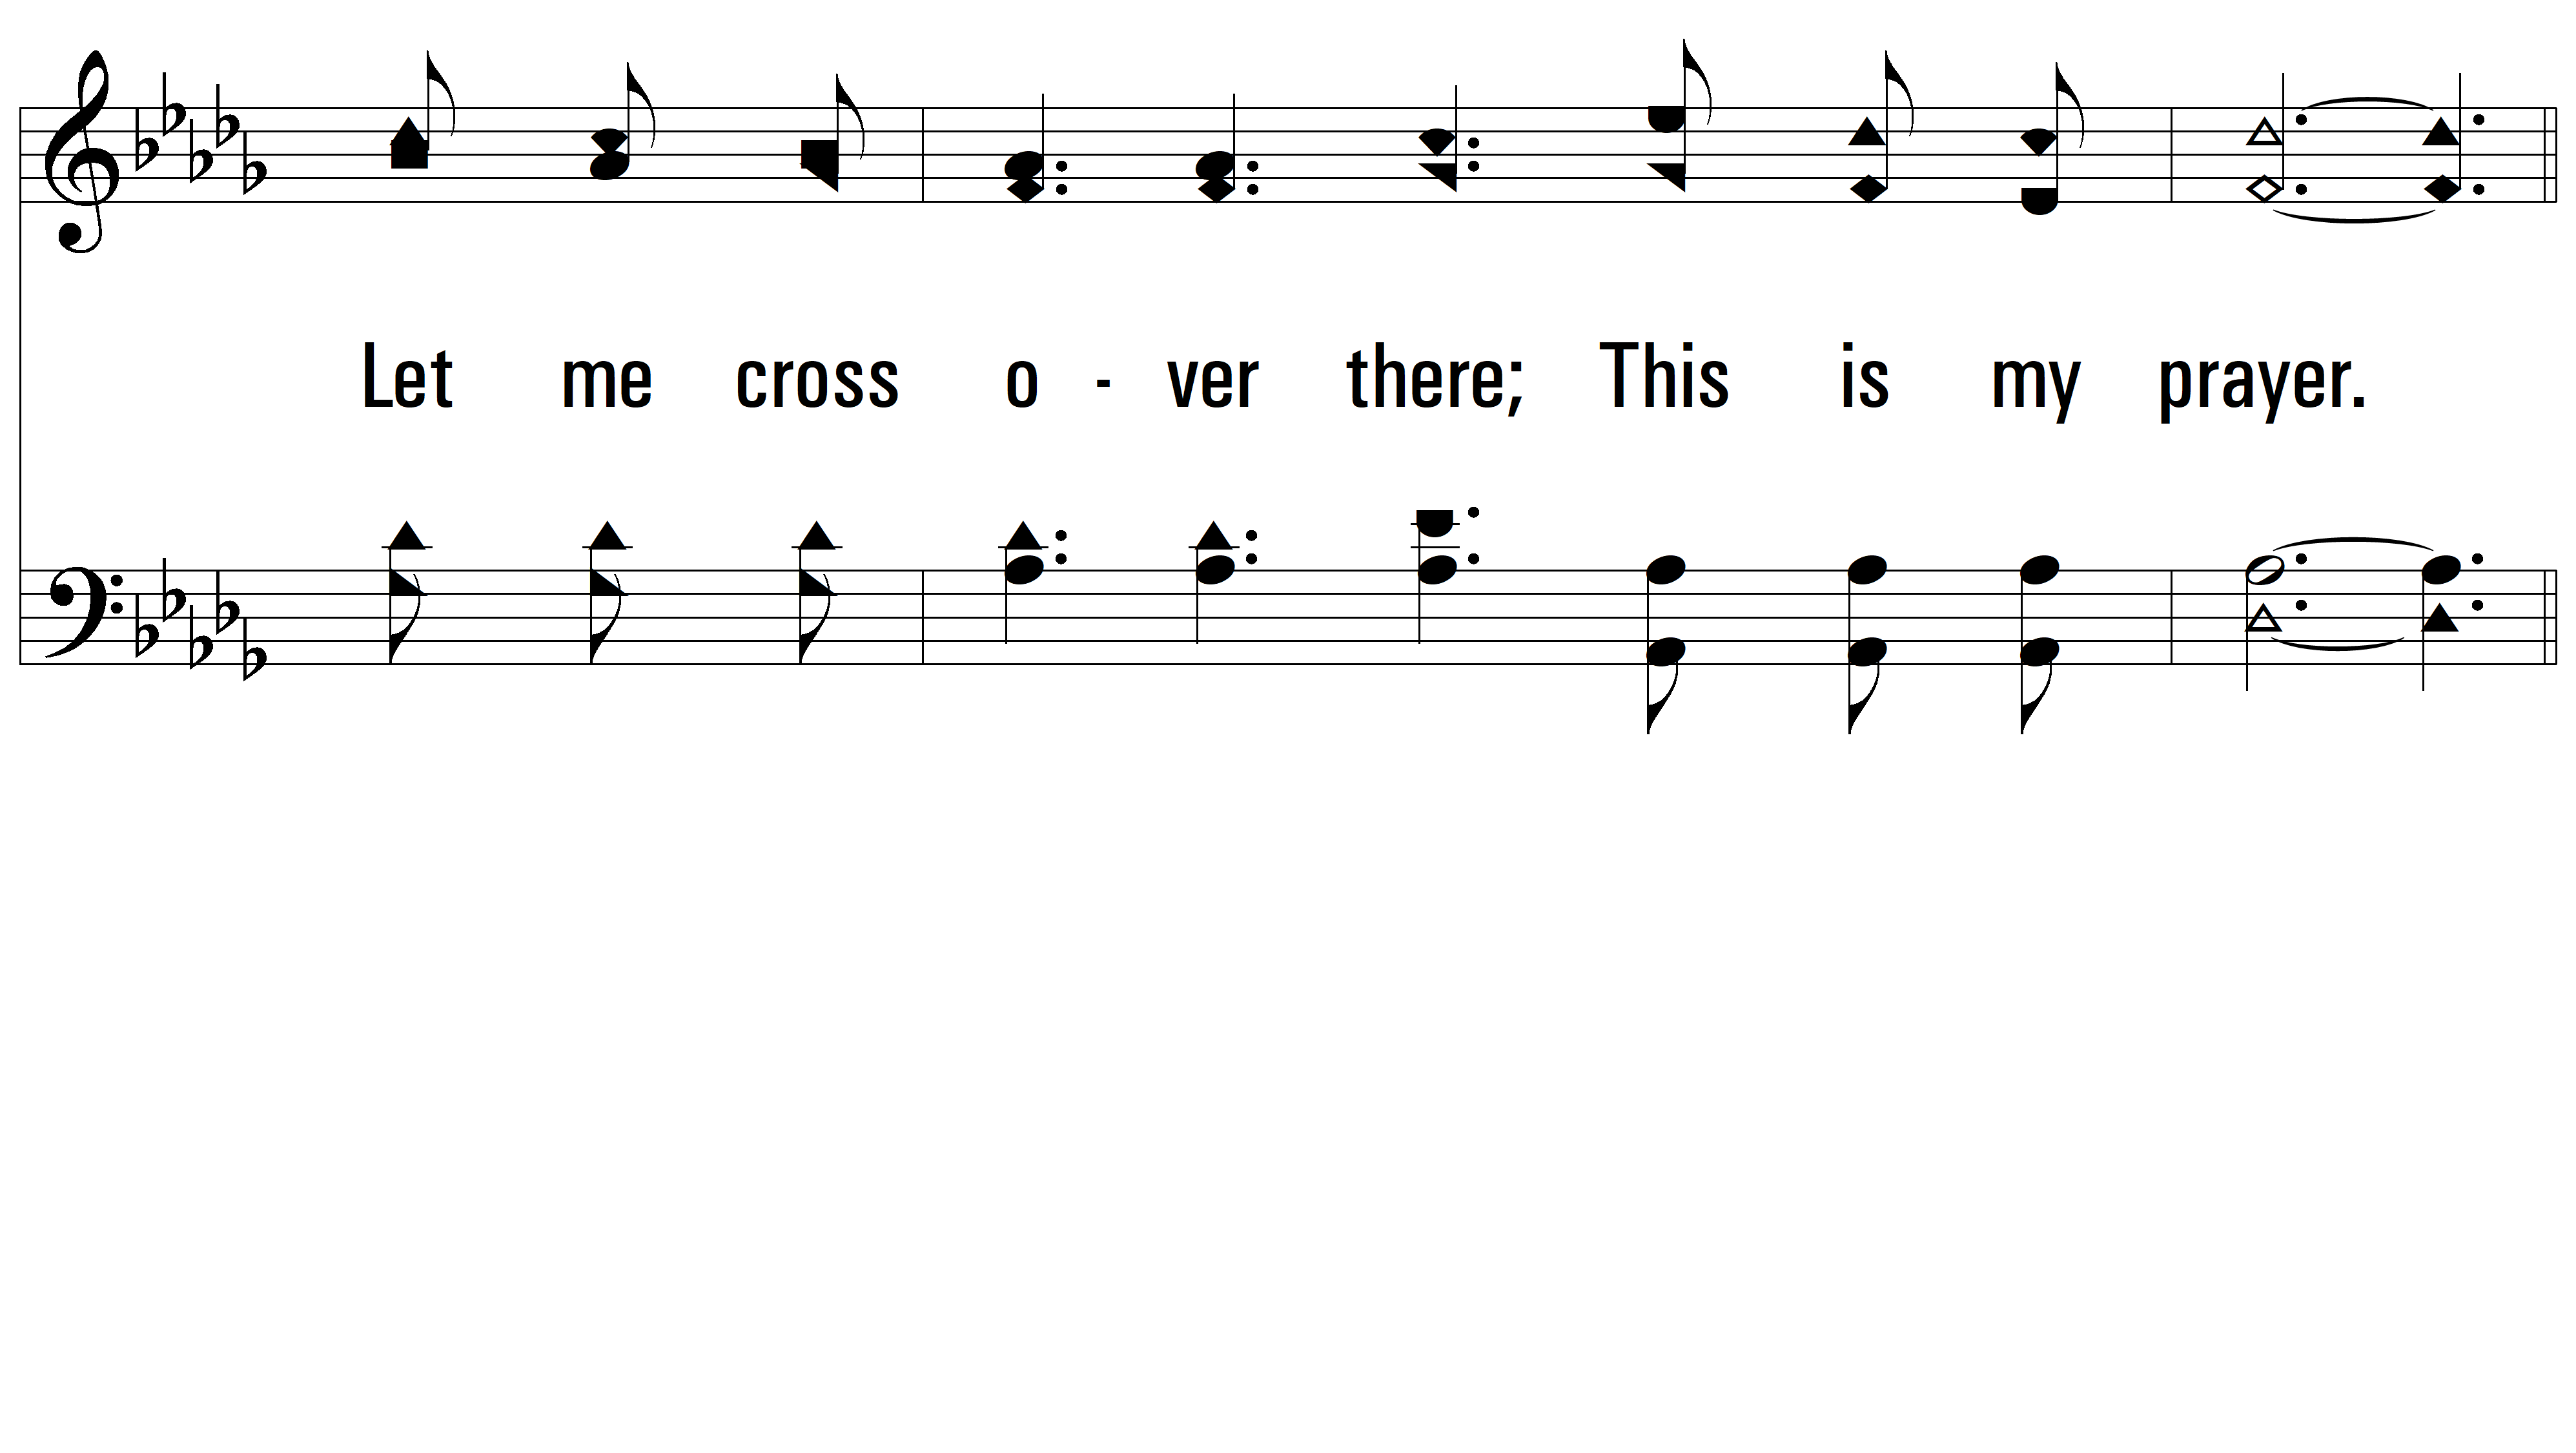 Let me cross o - ver there; This is my prayer.